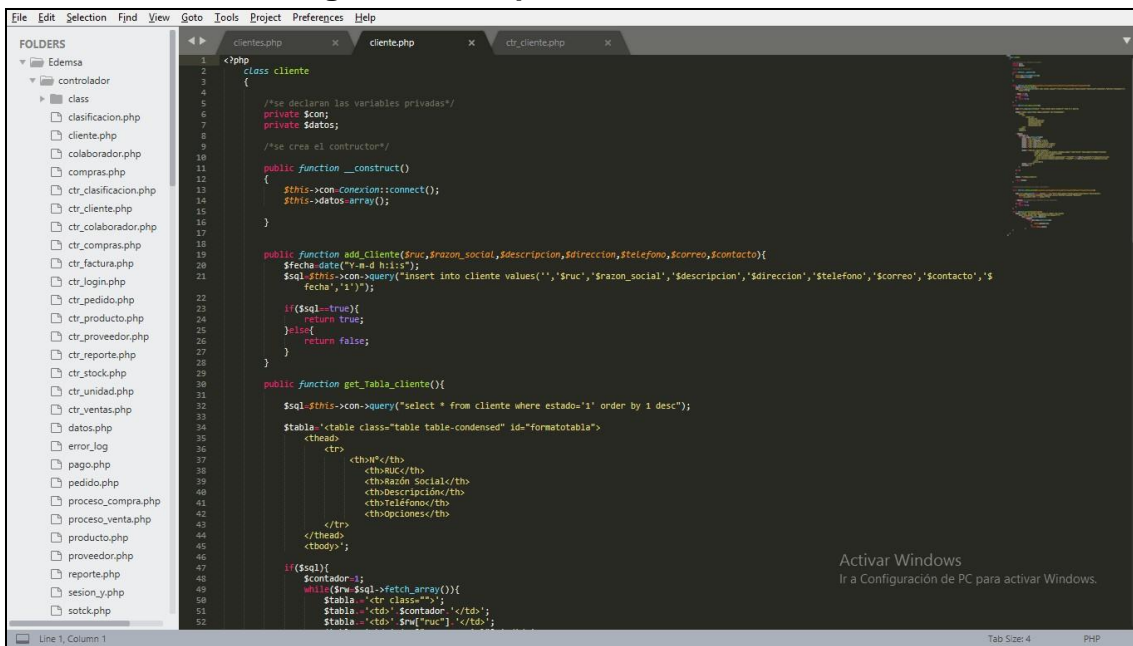 File Edit Selection Find View Goto Tools Project Preferences Help
FOLDERS
Edemsa
controlador
class
clasificacion.php
cliente.php
colaborador.php
compras.php
ctr_clasificacion.php
ctr_cliente.php
ctr_colaborador.php
ctr_compras.php
ctr_factura.php
ctr_login.php
ctr_pedido.php
ctr_producto.php
ctr_proveedor.php
ctr_reporte.php
ctr_stock.php
ctr_unidad.php
ctr_ventas.php
datos.php
error_log
pago.php
pedido.php
proceso_compra.php
proceso_venta.php
producto.php
proveedor.php
reporte.php
sesion_y.php
sotck.php
clientes.php × cliente.php × ctr_cliente.php ×
1 <?php
2 class cliente
3 {
4
5 /*se declaran las variables privadas*/
6 private $con;
7 private $datos;
8
9 /*se crea el contructor*/
10
11 public function __construct()
12 {
13 $this->con=Conexion::connect();
14 $this->datos=array();
15
16 }
17
18
19 public function add_Cliente($ruc,$razon_social,$descripcion,$direccion,$telefono,$correo,$contacto){
20 $fecha=date("Y-m-d h:i:s");
21 $sql=$this->con->query("insert into cliente values('','$ruc','$razon_social','$descripcion','$direccion','$telefono','$correo','$contacto','$
fecha','1')");
22
23 if($sql==true){
24 return true;
25 }else{
26 return false;
27 }
28 }
29
30 public function get_Tabla_cliente(){
31
32 $sql=$this->con->query("select * from cliente where estado='1' order by 1 desc");
33
34 $tabla='<table class="table table-condensed" id="formatotabla">
35 <thead>
36 <tr>
37 <th>Nº</th>
38 <th>RUC</th>
39 <th>Razón Social</th>
40 <th>Descripción</th>
41 <th>Teléfono</th>
42 <th>Opciones</th>
43 </tr>
44 </thead>
45 <tbody>';
46
47 if($sql){
48 $contador=1;
49 while($rw=$sql->fetch_array()){
50 $tabla.='<tr class="">';
51 $tabla.='<td>'.$contador.'</td>';
52 $tabla.='<td>'.$rw["ruc"].'</td>';
Activar Windows
Ir a Configuración de PC para activar Windows.
Line 1, Column 1 Tab Size: 4 PHP